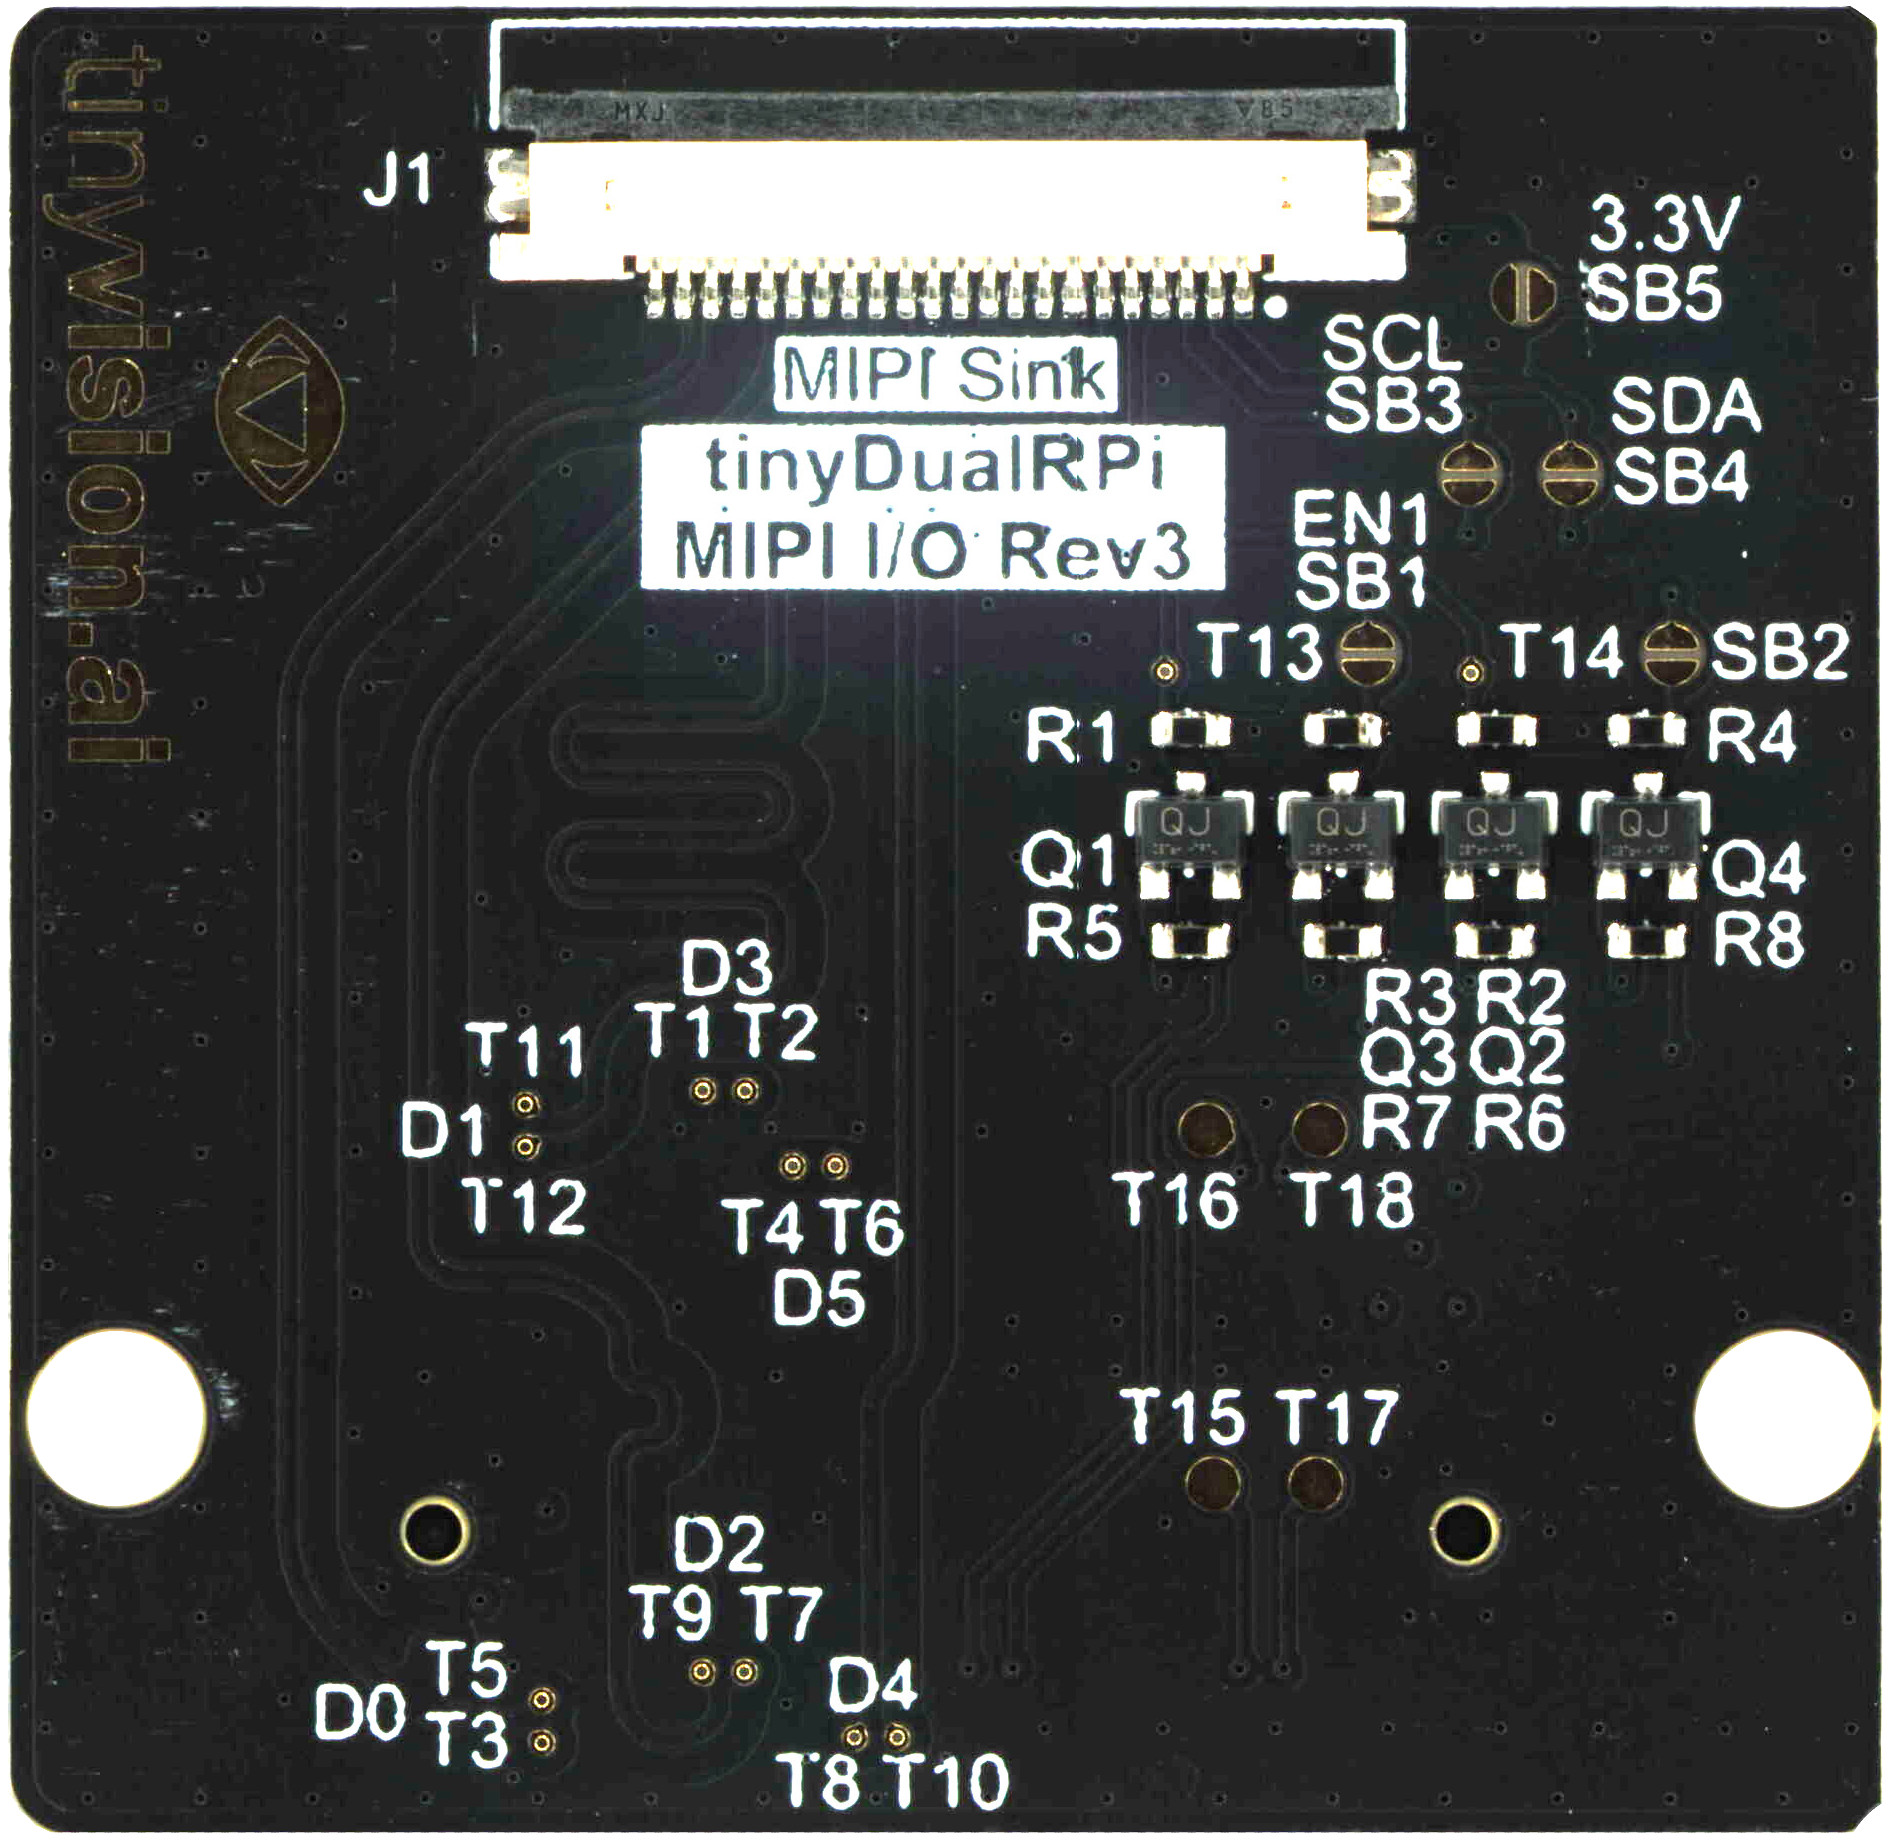 tinyvision.ai
MXJ
85
J1
3.3V
SB5
MIPI Sink
SCL
SB3
SDA
SB4
tinyDualRPi
MIPI I/O Rev3
EN1
SB1
T13
T14
SB2
R1
R4
QJ
QJ
QJ
QJ
Q1
Q4
R5
R8
D3
T1 T2
R3 R2
Q3 Q2
R7 R6
T11
D1
T12
T16 T18
T4 T6
D5
T15 T17
D2
T9 T7
T5
D0
T3
D4
T8 T10